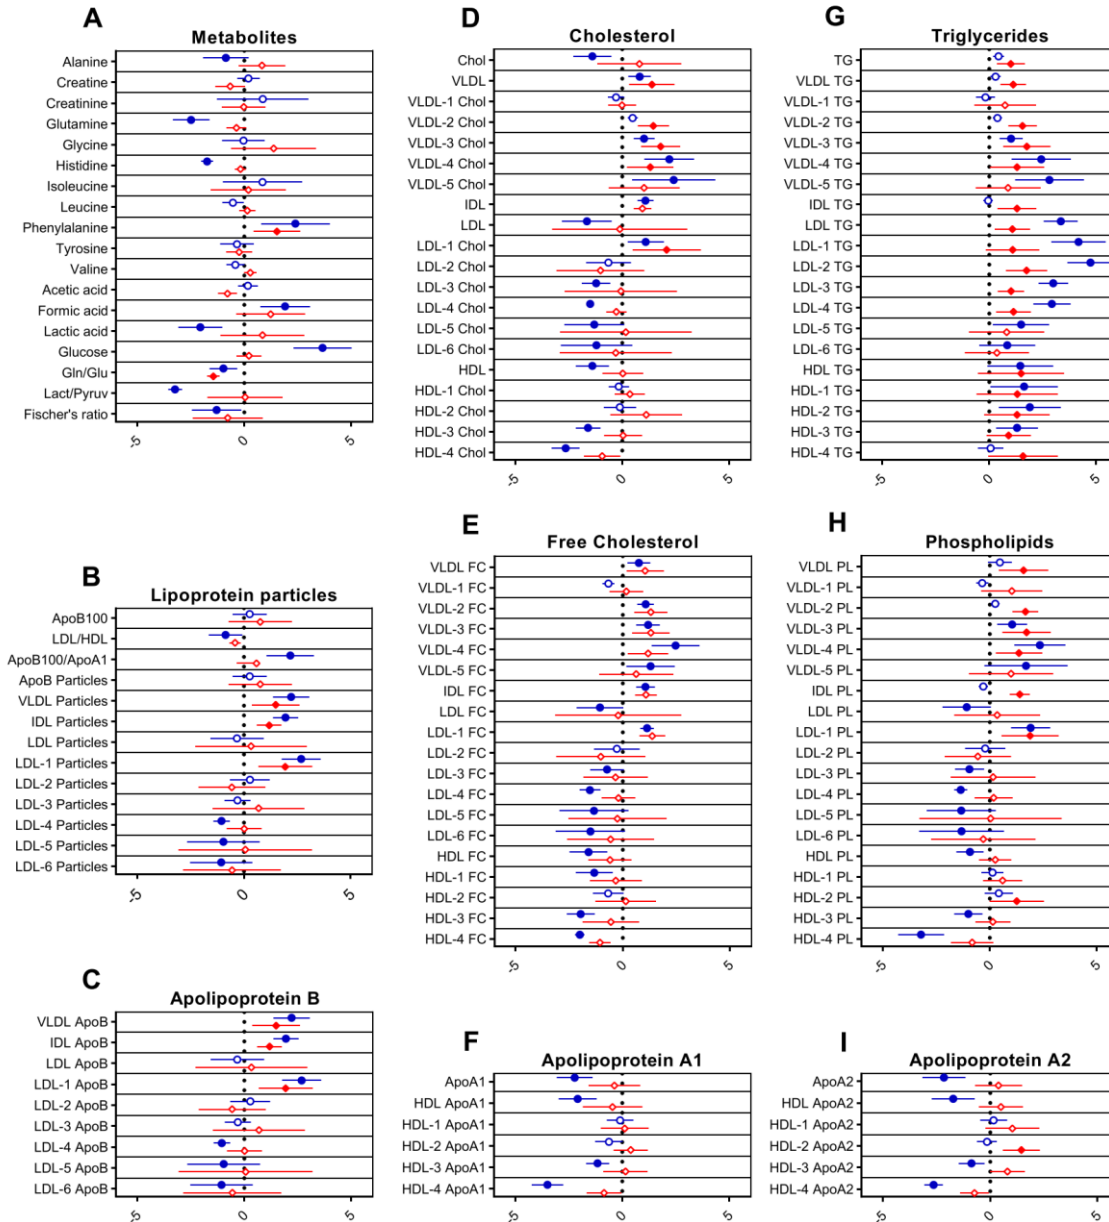 A
Metabolites
Alanine
Creatine
Creatinine
Glutamine
Glycine
Histidine
Isoleucine
Leucine
Phenylalanine
Tyrosine
Valine
Acetic acid
Formic acid
Lactic acid
Glucose
Gln/Glu
Lact/Pyruv
Fischer's ratio
-5
0
5
B
Lipoprotein particles
ApoB100
LDL/HDL
ApoB100/ApoA1
ApoB Particles
VLDL Particles
IDL Particles
LDL Particles
LDL-1 Particles
LDL-2 Particles
LDL-3 Particles
LDL-4 Particles
LDL-5 Particles
LDL-6 Particles
-5
0
5
C
Apolipoprotein B
VLDL ApoB
IDL ApoB
LDL ApoB
LDL-1 ApoB
LDL-2 ApoB
LDL-3 ApoB
LDL-4 ApoB
LDL-5 ApoB
LDL-6 ApoB
-5
0
5
D
Cholesterol
Chol
VLDL
VLDL-1 Chol
VLDL-2 Chol
VLDL-3 Chol
VLDL-4 Chol
VLDL-5 Chol
IDL
LDL
LDL-1 Chol
LDL-2 Chol
LDL-3 Chol
LDL-4 Chol
LDL-5 Chol
LDL-6 Chol
HDL
HDL-1 Chol
HDL-2 Chol
HDL-3 Chol
HDL-4 Chol
-5
0
5
E
Free Cholesterol
VLDL FC
VLDL-1 FC
VLDL-2 FC
VLDL-3 FC
VLDL-4 FC
VLDL-5 FC
IDL FC
LDL FC
LDL-1 FC
LDL-2 FC
LDL-3 FC
LDL-4 FC
LDL-5 FC
LDL-6 FC
HDL FC
HDL-1 FC
HDL-2 FC
HDL-3 FC
HDL-4 FC
-5
0
5
F
Apolipoprotein A1
ApoA1
HDL ApoA1
HDL-1 ApoA1
HDL-2 ApoA1
HDL-3 ApoA1
HDL-4 ApoA1
-5
0
5
G
Triglycerides
TG
VLDL TG
VLDL-1 TG
VLDL-2 TG
VLDL-3 TG
VLDL-4 TG
VLDL-5 TG
IDL TG
LDL TG
LDL-1 TG
LDL-2 TG
LDL-3 TG
LDL-4 TG
LDL-5 TG
LDL-6 TG
HDL TG
HDL-1 TG
HDL-2 TG
HDL-3 TG
HDL-4 TG
-5
0
5
H
Phospholipids
VLDL PL
VLDL-1 PL
VLDL-2 PL
VLDL-3 PL
VLDL-4 PL
VLDL-5 PL
IDL PL
LDL PL
LDL-1 PL
LDL-2 PL
LDL-3 PL
LDL-4 PL
LDL-5 PL
LDL-6 PL
HDL PL
HDL-1 PL
HDL-2 PL
HDL-3 PL
HDL-4 PL
-5
0
5
I
Apolipoprotein A2
ApoA2
HDL ApoA2
HDL-1 ApoA2
HDL-2 ApoA2
HDL-3 ApoA2
HDL-4 ApoA2
-5
0
5